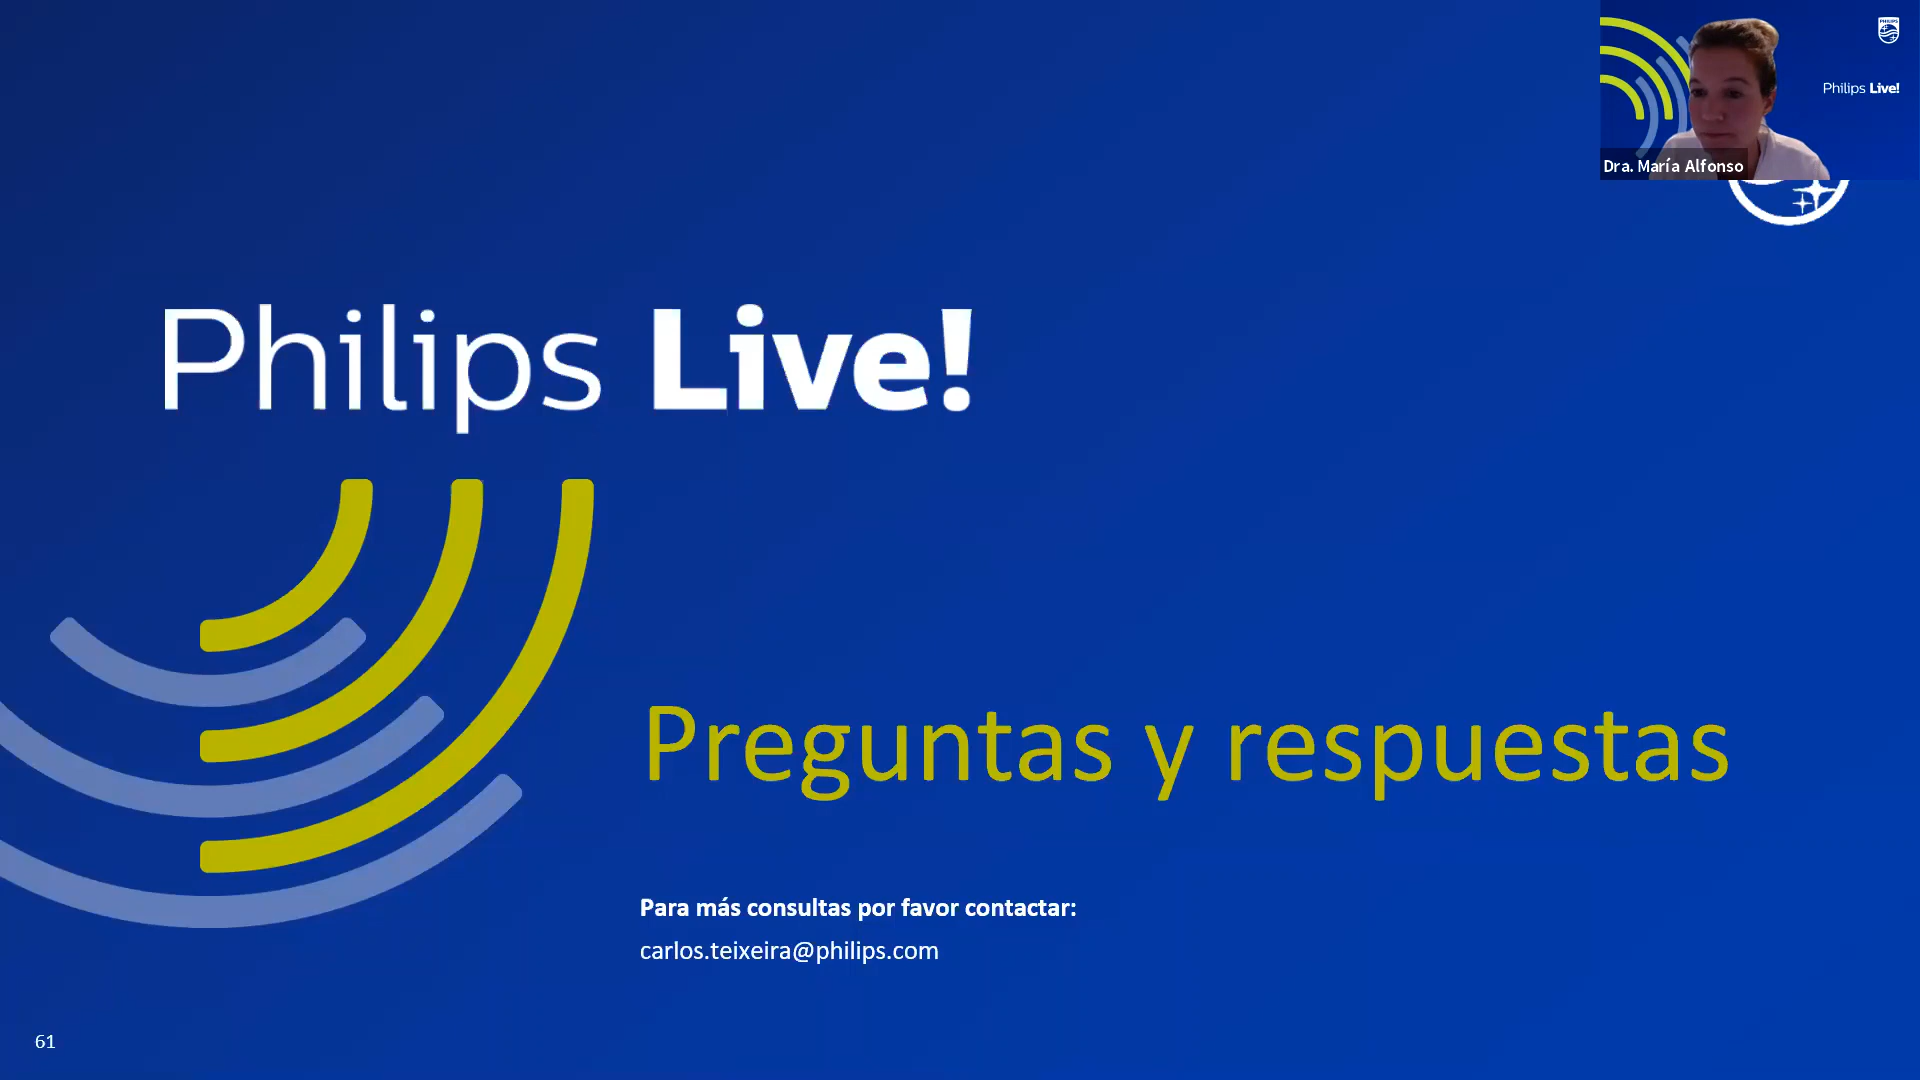 PHILIPS
Philips Live!
Dra. María Alfonso
Philips Live!
Preguntas y respuestas
Para más consultas por favor contactar:
carlos.teixeira@philips.com
61